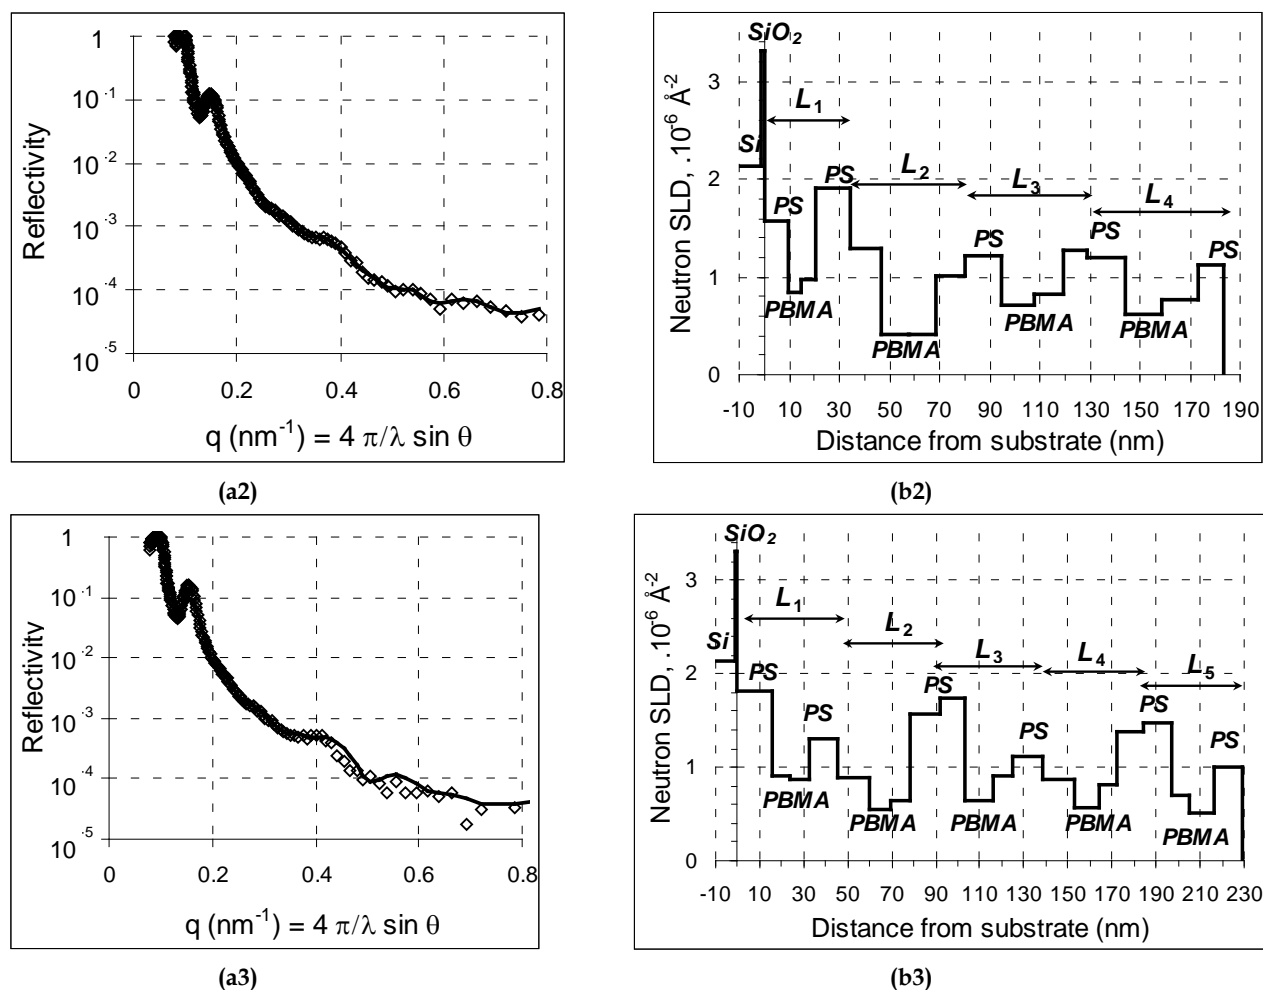 1
10⁻¹
10⁻²
10⁻³
10⁻⁴
10⁻⁵
Reflectivity
0 0.2 0.4 0.6 0.8
q (nm⁻¹) = 4 π/λ sin θ
(a2)
SiO₂
3
2
1
0
Neutron SLD, .10⁻⁶ Å⁻²
L₁
Si
L₂
L₃
L₄
PS
PS
PS
PS
PS
PBMA
PBMA
PBMA
PBMA
-10 10 30 50 70 90 110 130 150 170 190
Distance from substrate (nm)
(b2)
1
10⁻¹
10⁻²
10⁻³
10⁻⁴
10⁻⁵
Reflectivity
0 0.2 0.4 0.6 0.8
q (nm⁻¹) = 4 π/λ sin θ
(a3)
SiO₂
3
2
1
0
Neutron SLD, .10⁻⁶ Å⁻²
L₁
Si
L₂
L₃
L₄
L₅
PS
PS
PS
PS
PS
PBMA
PBMA
PBMA
PBMA
PBMA
-10 10 30 50 70 90 110 130 150 170 190 210 230
Distance from substrate (nm)
(b3)